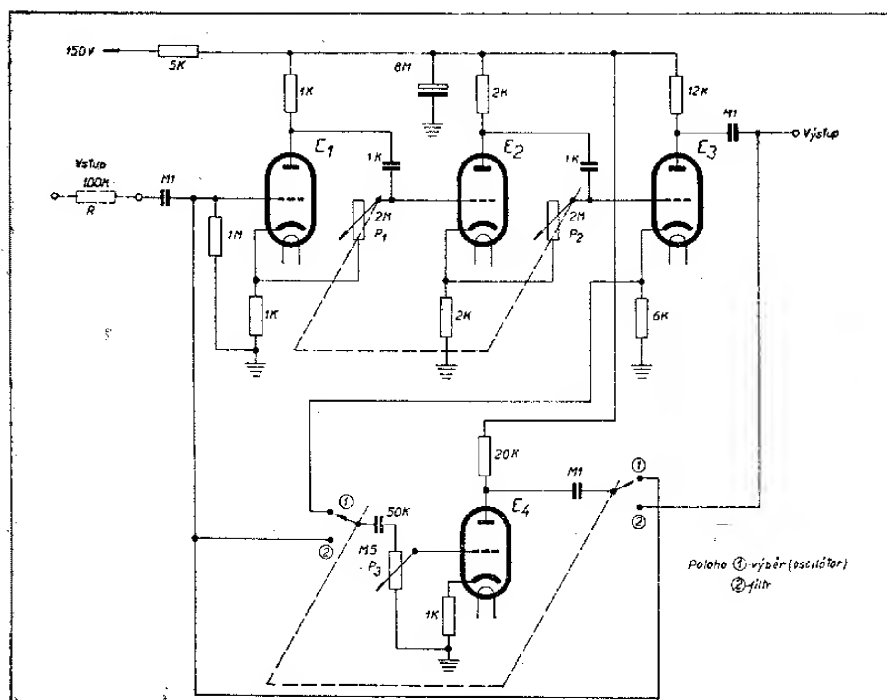 150V
5K
1K
8M
2K
12K
M1
Výstup
E1
E2
E3
1K
1K
Vstup
100K
R
M1
1M
2M
P1
2M
P2
1K
2K
6K
20K
M1
①
②
E4
①
②
50K
M5
P3
1K
Poloha ① výběr (oscilátor)
② filtr